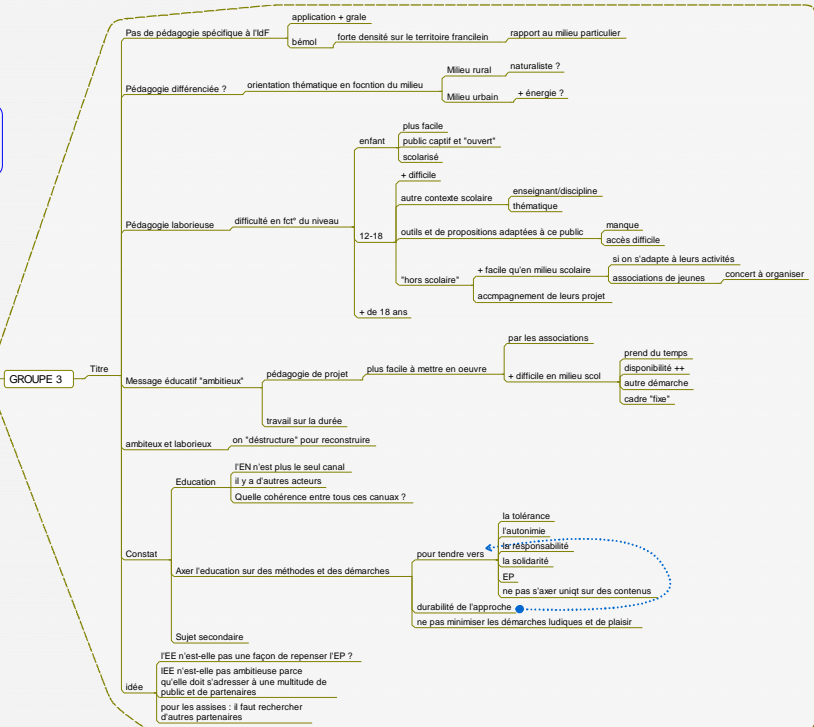 GROUPE 3
Titre
Pas de pédagogie spécifique à l'IdF
application + grale
bémol
forte densité sur le territoire francilein
rapport au milieu particulier
Pédagogie différenciée ?
orientation thématique en focntion du milieu
Milieu rural
naturaliste ?
Milieu urbain
+ énergie ?
Pédagogie laborieuse
difficulté en fct° du niveau
enfant
plus facile
public captif et "ouvert"
scolarisé
12-18
+ difficile
autre contexte scolaire
enseignant/discipline
thématique
outils et de propositions adaptées à ce public
manque
accès difficile
"hors scolaire"
+ facile qu'en milieu scolaire
si on s'adapte à leurs activités
associations de jeunes
concert à organiser
accmpagnement de leurs projet
+ de 18 ans
Message éducatif "ambitieux"
pédagogie de projet
plus facile à mettre en oeuvre
par les associations
+ difficile en milieu scol
prend du temps
disponibilité ++
autre démarche
cadre "fixe"
travail sur la durée
ambiteux et laborieux
on "déstructure" pour reconstruire
Constat
Education
l'EN n'est plus le seul canal
il y a d'autres acteurs
Quelle cohérence entre tous ces canuax ?
Axer l'education sur des méthodes et des démarches
pour tendre vers
la tolérance
l'autonimie
la résponsabilité
la solidarité
EP
ne pas s'axer uniqt sur des contenus
durabilité de l'approche
ne pas minimiser les démarches ludiques et de plaisir
Sujet secondaire
idée
l'EE n'est-elle pas une façon de repenser l'EP ?
lEE n'est-elle pas ambitieuse parce
qu'elle doit s'adresser à une multitude de
public et de partenaires
pour les assises : il faut rechercher
d'autres partenaires